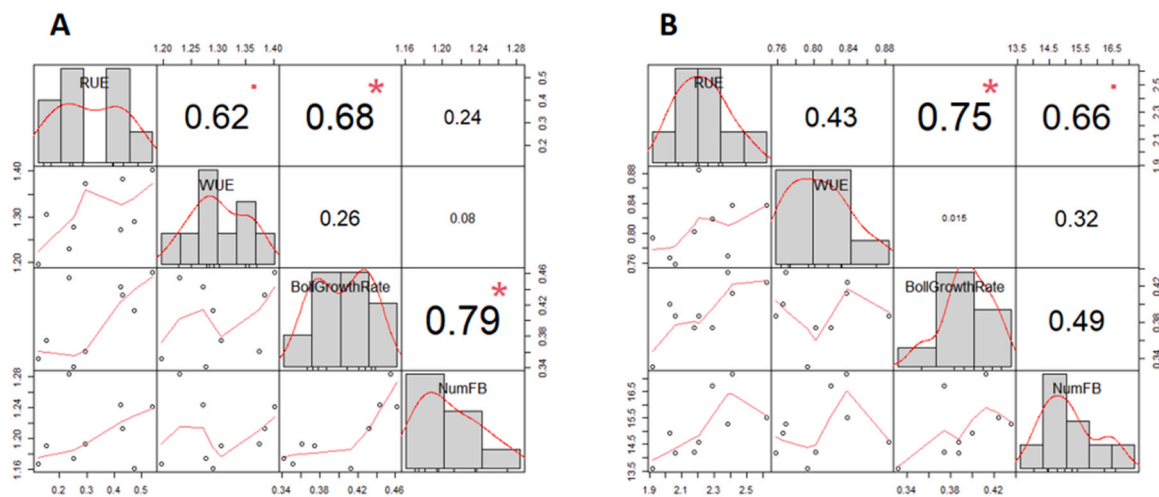 A
B
1.20 1.25 1.30 1.35 1.40
1.16 1.20 1.24 1.28
0.76 0.80 0.84 0.88
13.5 14.5 15.5 16.5
RUE
0.62 .
0.68 *
0.24
0.2 0.3 0.4 0.5
RUE
0.43
0.75 *
0.66 .
1.9 2.1 2.3 2.5
1.20 1.30 1.40
WUE
0.26
0.08
0.76 0.80 0.84 0.88
WUE
0.015
0.32
BollGrowthRate
0.79 *
0.34 0.38 0.42 0.46
BollGrowthRate
0.49
0.34 0.38 0.42
1.16 1.20 1.24 1.28
NumFB
13.5 14.5 15.5 16.5
NumFB
0.2 0.3 0.4 0.5
0.34 0.38 0.42 0.46
1.9 2.1 2.3 2.5
0.34 0.38 0.42